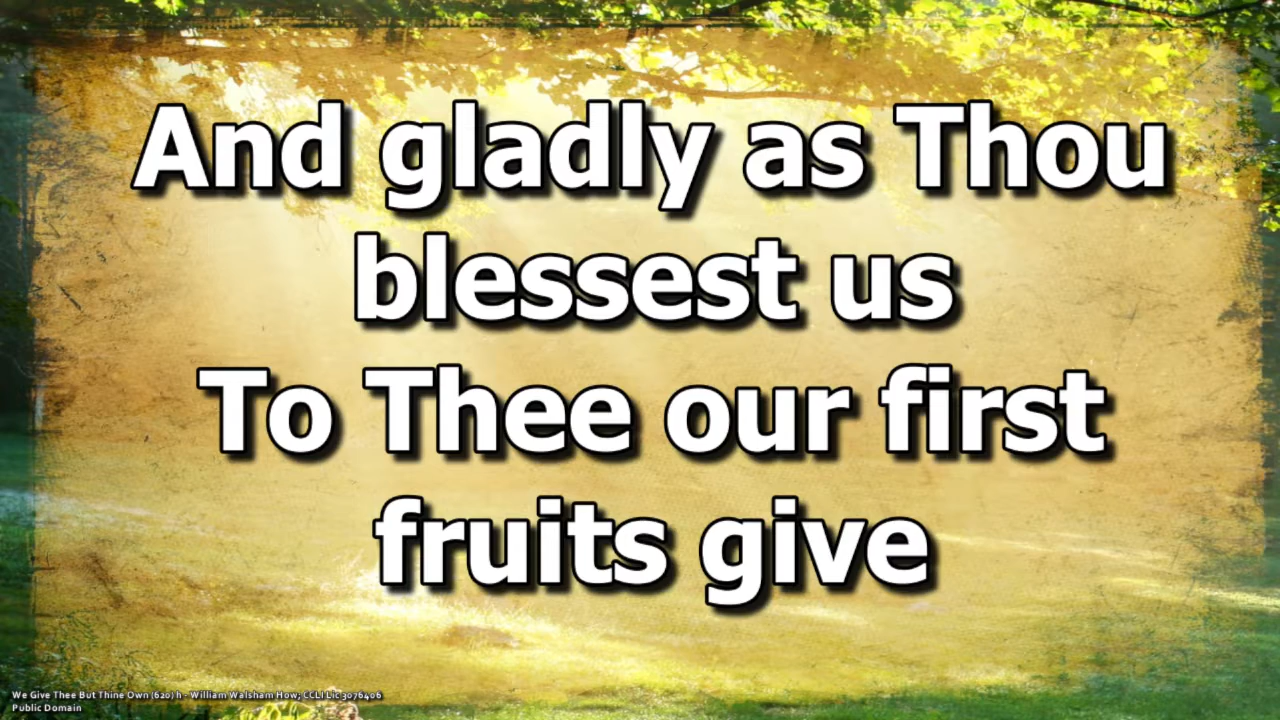 And gladly as Thou
blessest us
To Thee our first
fruits give
We Give Thee But Thine Own (620) h - William Walsham How; CCLI Lic 3076406
Public Domain